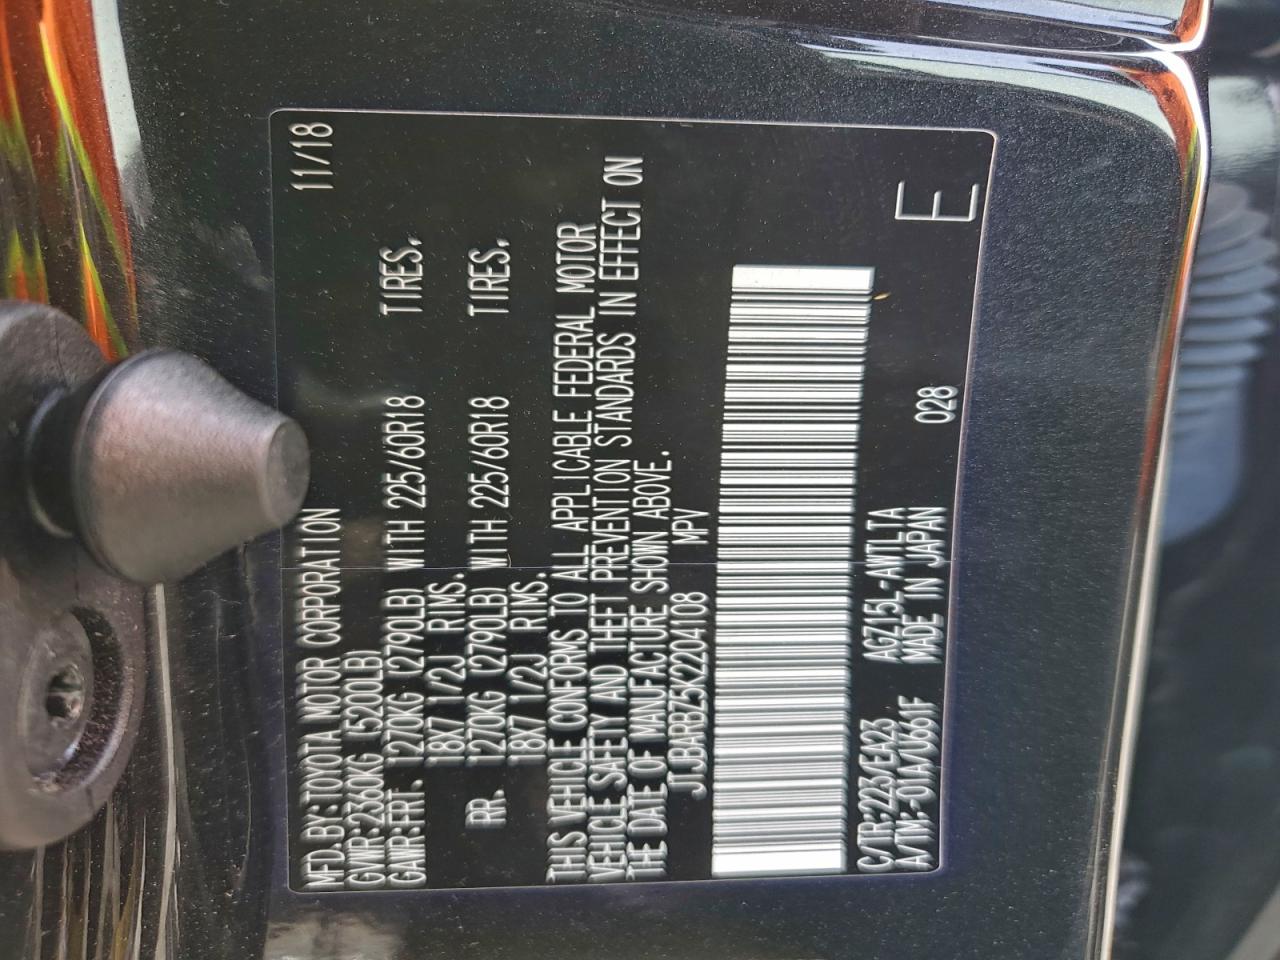 MFD. BY: TOYOTA MOTOR CORPORATION 11/18
GVWR: 2360KG (5200LB)
GAWR: FRT. 1270KG (2790LB) WITH 225/60R18 TIRES.
18X7 1/2J RIMS.
RR. 1270KG (2790LB) WITH 225/60R18 TIRES.
18X7 1/2J RIMS.
THIS VEHICLE CONFORMS TO ALL APPLICABLE FEDERAL MOTOR
VEHICLE SAFETY AND THEFT PREVENTION STANDARDS IN EFFECT ON
THE DATE OF MANUFACTURE SHOWN ABOVE.
JTJBARBZ5K2204108 MPV
C/TR: 223/EA23 AGZ15L-AWTLTA
A/TM: -01A/U661F MADE IN JAPAN 028 E